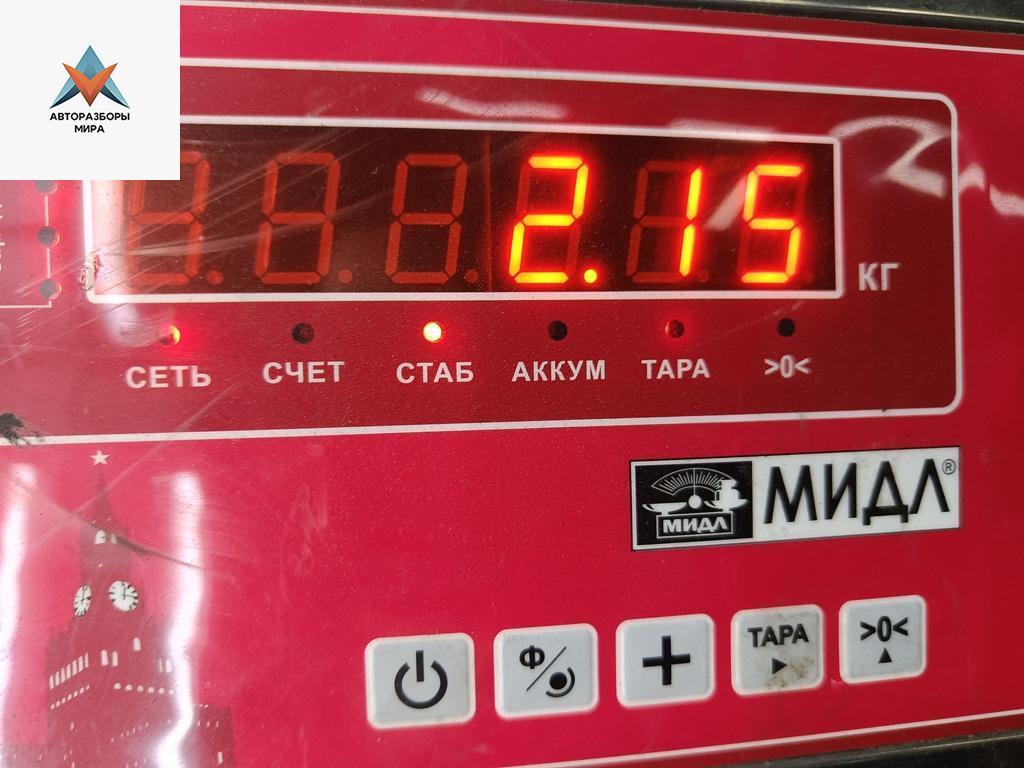 АВТОРАЗБОРЫ
МИРА
2.15
КГ
СЕТЬ СЧЕТ СТАБ АККУМ ТАРА >0<
МИДЛ МИДЛ®
Ф ТАРА >0<